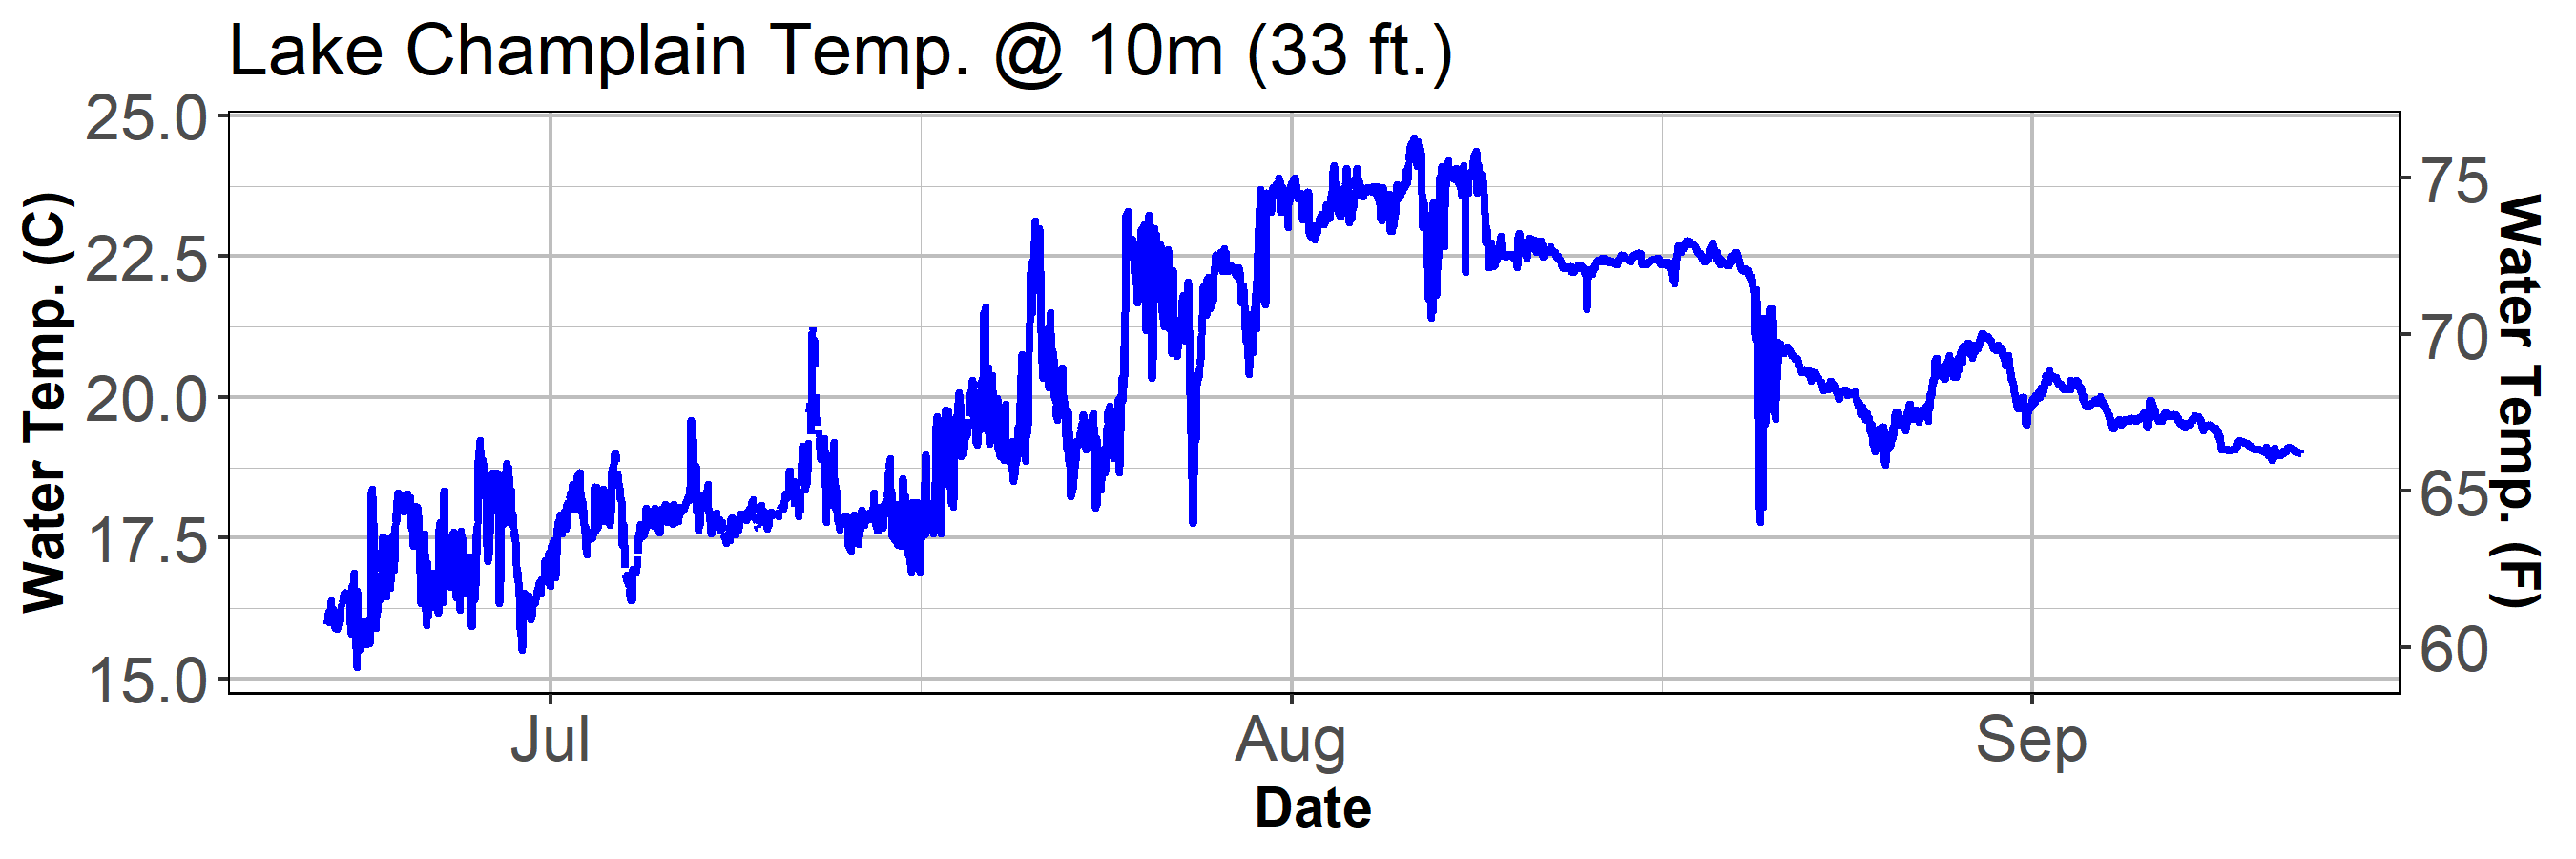 Lake Champlain Temp. @ 10m (33 ft.)
Water Temp. (C)
25.0
22.5
20.0
17.5
15.0
75
70
65
60
Water Temp. (F)
Jul
Aug
Sep
Date